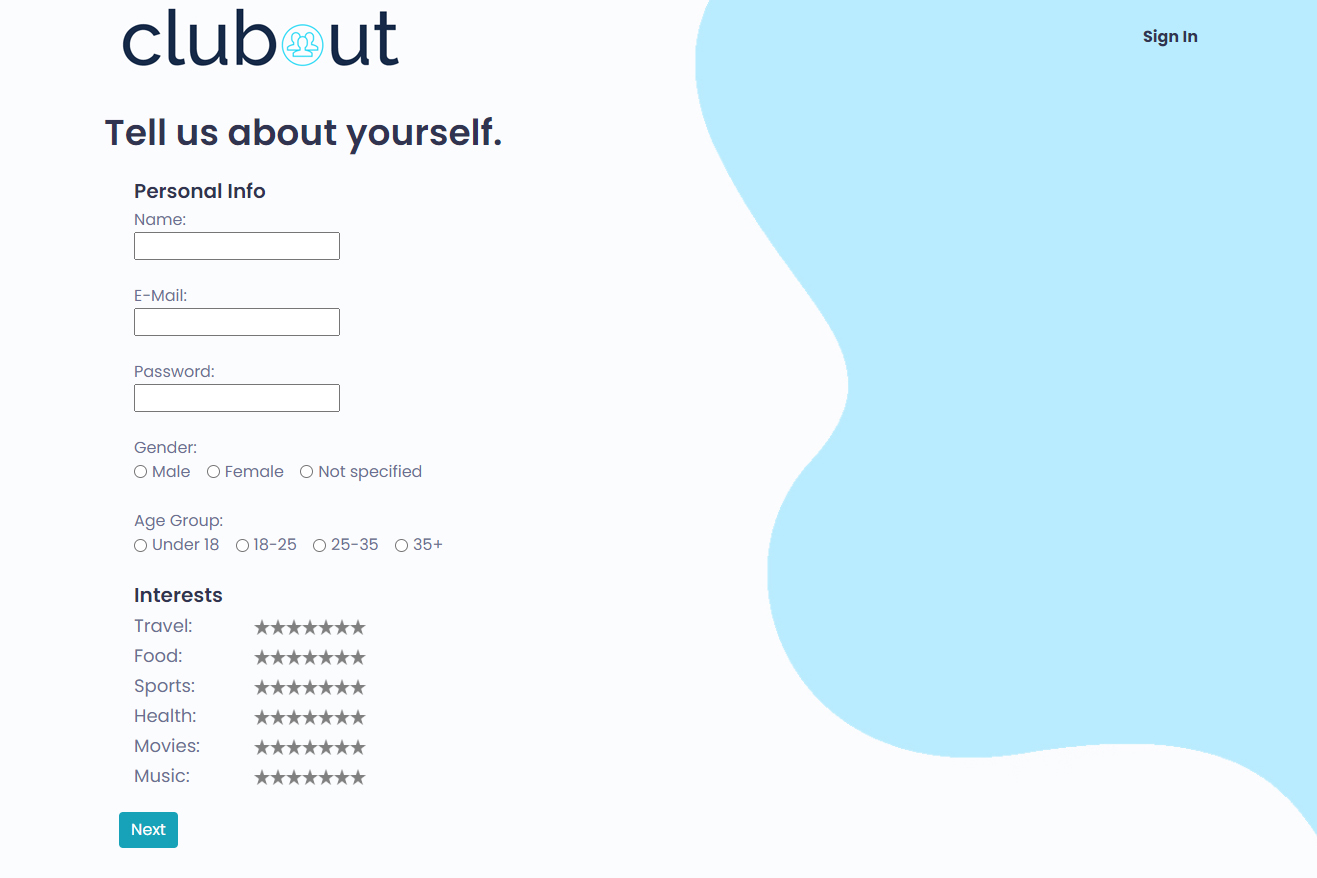 clubout
Sign In
Tell us about yourself.
Personal Info
Name:
E-Mail:
Password:
Gender:
Male Female Not specified
Age Group:
Under 18 18-25 25-35 35+
Interests
Travel: ★★★★★★★
Food: ★★★★★★★
Sports: ★★★★★★★
Health: ★★★★★★★
Movies: ★★★★★★★
Music: ★★★★★★★
Next